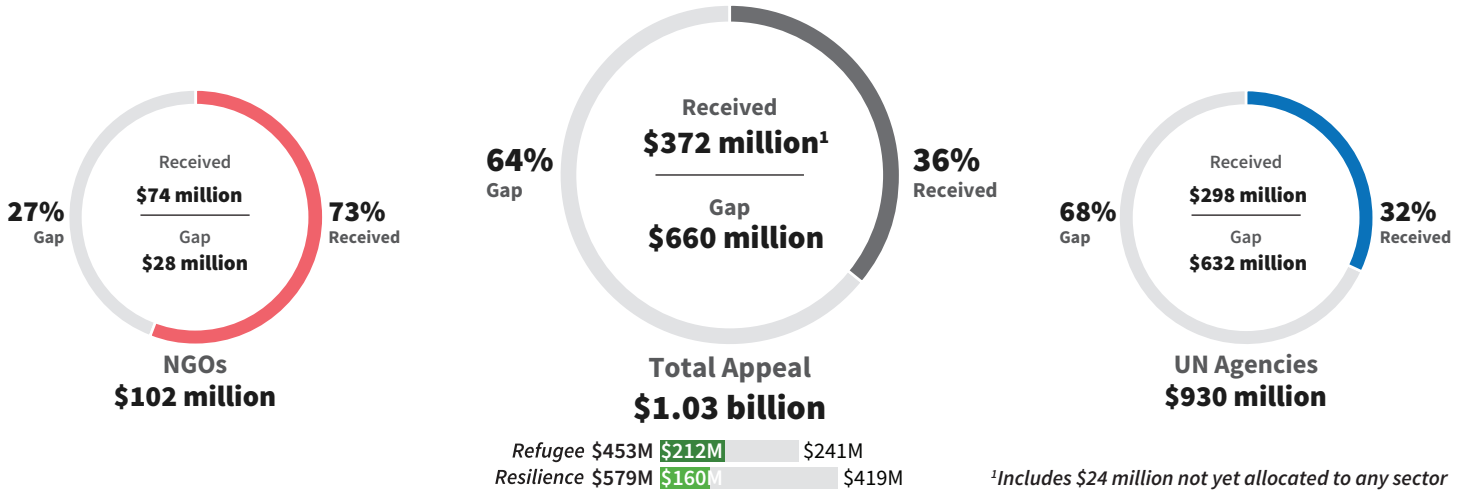 Received
$74 million
Gap
$28 million
27%
Gap
73%
Received
NGOs
$102 million
Received
$372 million¹
Gap
$660 million
64%
Gap
36%
Received
Total Appeal
$1.03 billion
Refugee $453M $212M $241M
Resilience $579M $160M $419M
Received
$298 million
Gap
$632 million
68%
Gap
32%
Received
UN Agencies
$930 million
¹Includes $24 million not yet allocated to any sector